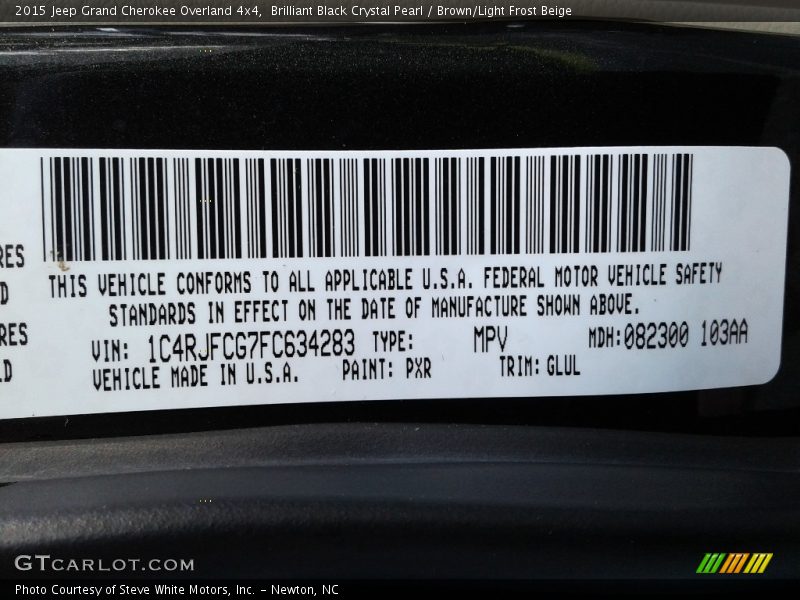 2015 Jeep Grand Cherokee Overland 4x4, Brilliant Black Crystal Pearl / Brown/Light Frost Beige
RES
D
RES
LD
THIS VEHICLE CONFORMS TO ALL APPLICABLE U.S.A. FEDERAL MOTOR VEHICLE SAFETY
STANDARDS IN EFFECT ON THE DATE OF MANUFACTURE SHOWN ABOVE.
VIN: 1C4RJFCG7FC634283 TYPE: MPV MDH:082300 103AA
VEHICLE MADE IN U.S.A. PAINT: PXR TRIM: GLUL
GTCARLOT.COM
Photo Courtesy of Steve White Motors, Inc. – Newton, NC